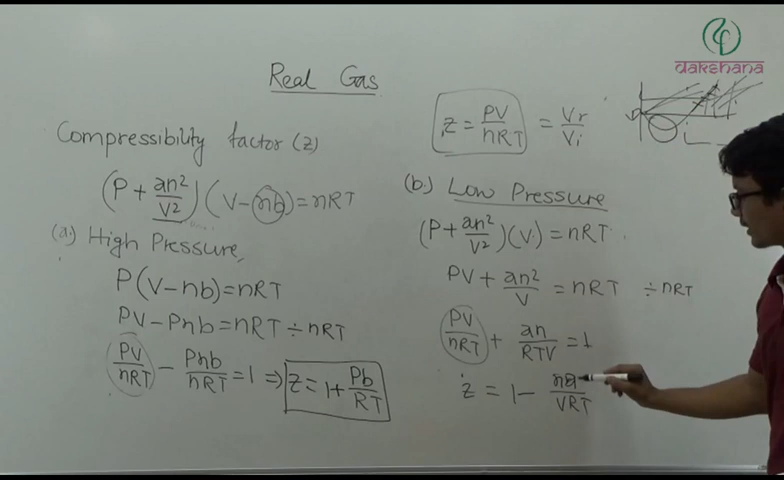 dakshana
Real Gas
Compressibility factor (z)
z = PV/nRT = Vr/Vi
(P + an²/V²)(V - nb) = nRT
(a) High Pressure
P(V - nb) = nRT
PV - Pnb = nRT ÷ nRT
PV/nRT - Pnb/nRT = 1 ⇒ z = 1 + Pb/RT
(b) Low Pressure
(P + an²/V²)(V) = nRT
PV + an²/V = nRT ÷ nRT
PV/nRT + an/RTV = 1
z = 1 - na/VRT